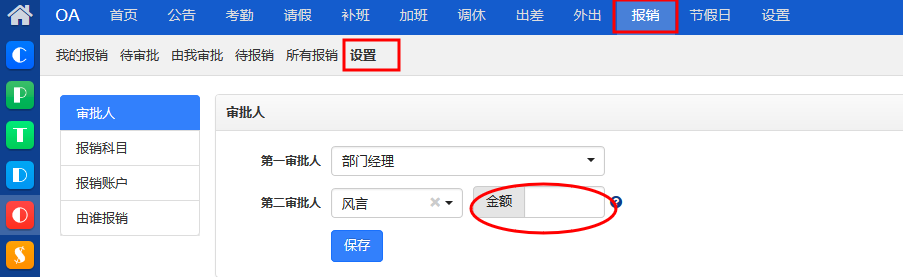 OA 首页 公告 考勤 请假 补班 加班 调休 出差 外出 报销 节假日 设置
我的报销 待审批 由我审批 待报销 所有报销 设置
审批人
报销科目
报销账户
由谁报销
审批人
第一审批人 部门经理
第二审批人 风言 金额
保存